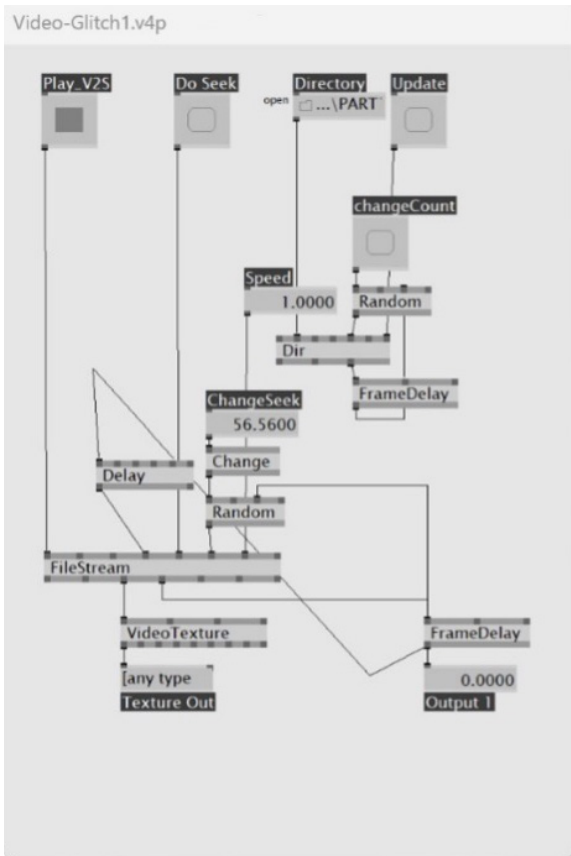 Video-Glitch1.v4p
Play_V2S
Do Seek
Directory
Update
open
...\PART
changeCount
Speed
1.0000
Random
Dir
FrameDelay
ChangeSeek
56.5600
Change
Delay
Random
FileStream
VideoTexture
FrameDelay
[any type
0.0000
Texture Out
Output 1